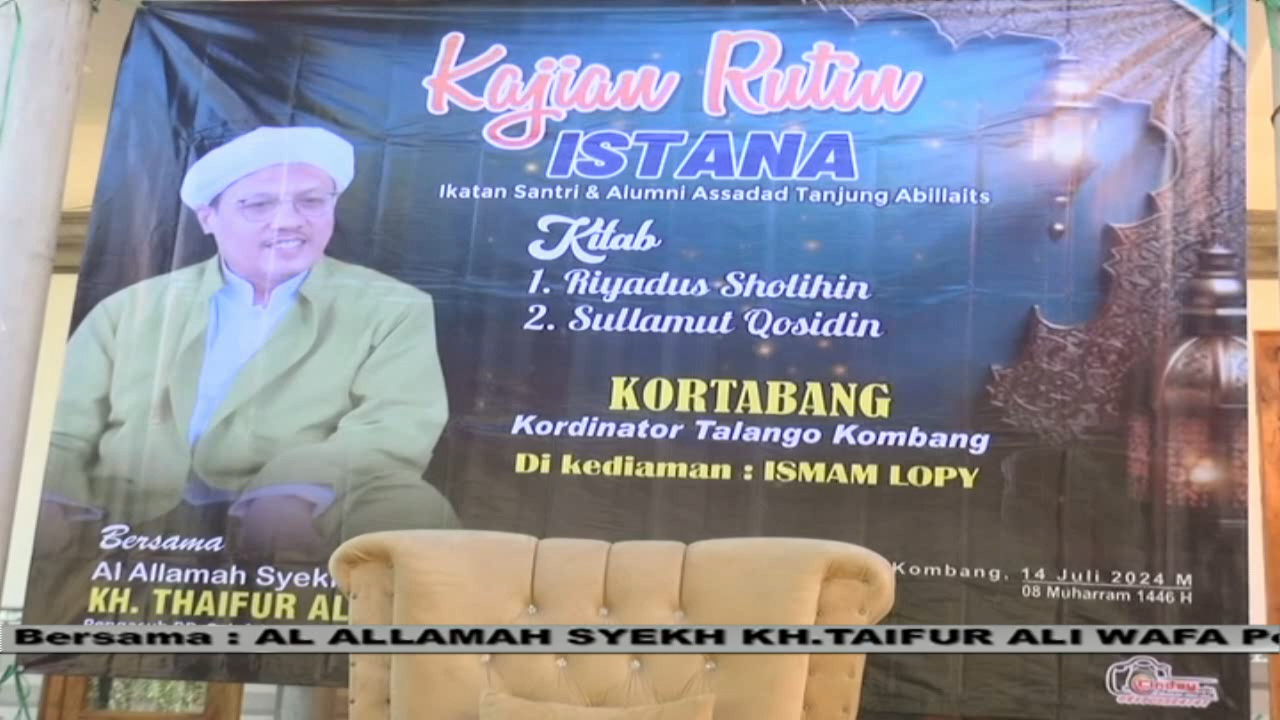 Kajian Rutin
ISTANA
Ikatan Santri & Alumni Assadad Tanjung Abillaits
Kitab
1. Riyadus Sholihin
2. Sullamut Qosidin
KORTABANG
Kordinator Talango Kombang
Di kediaman : ISMAM LOPY
Bersama
Al Allamah Syekh
KH. THAIFUR AL
Kombang, 14 Juli 2024 M
08 Muharram 1446 H
Bersama : AL ALLAMAH SYEKH KH.TAIFUR ALI WAFA